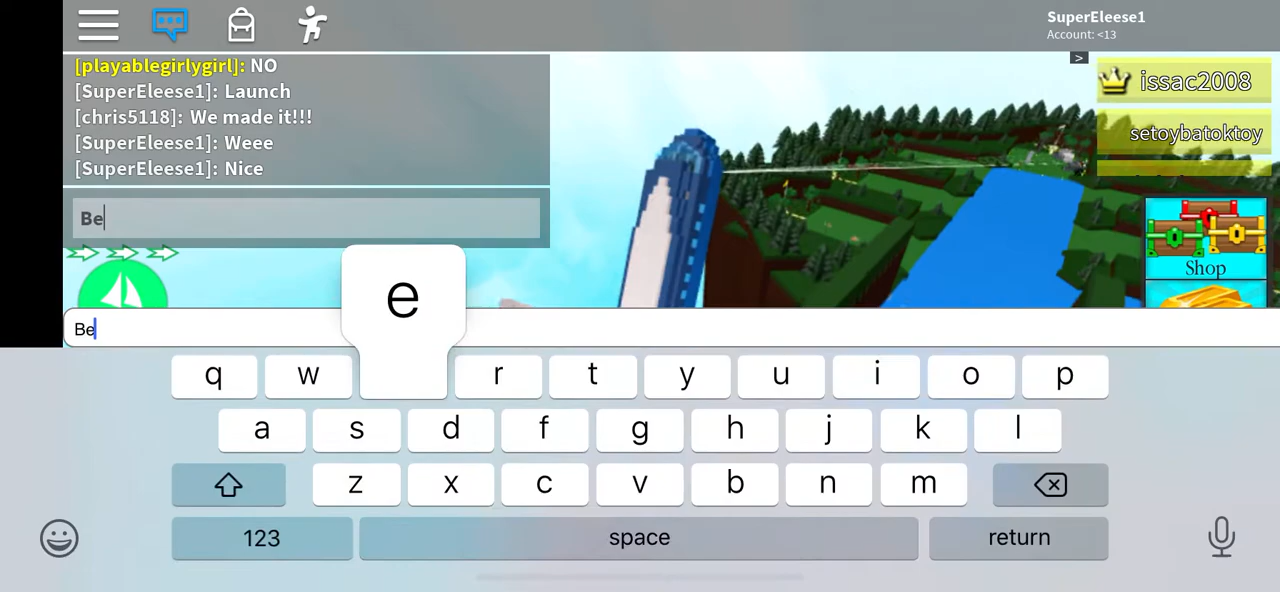 SuperEleese1
Account: <13
>
[playablegirlygirl]: NO
[SuperEleese1]: Launch
[chris5118]: We made it!!!
[SuperEleese1]: Weee
[SuperEleese1]: Nice
issac2008
setoybatoktoy
Be
Shop
Be
e
q w r t y u i o p
a s d f g h j k l
z x c v b n m
123 space return